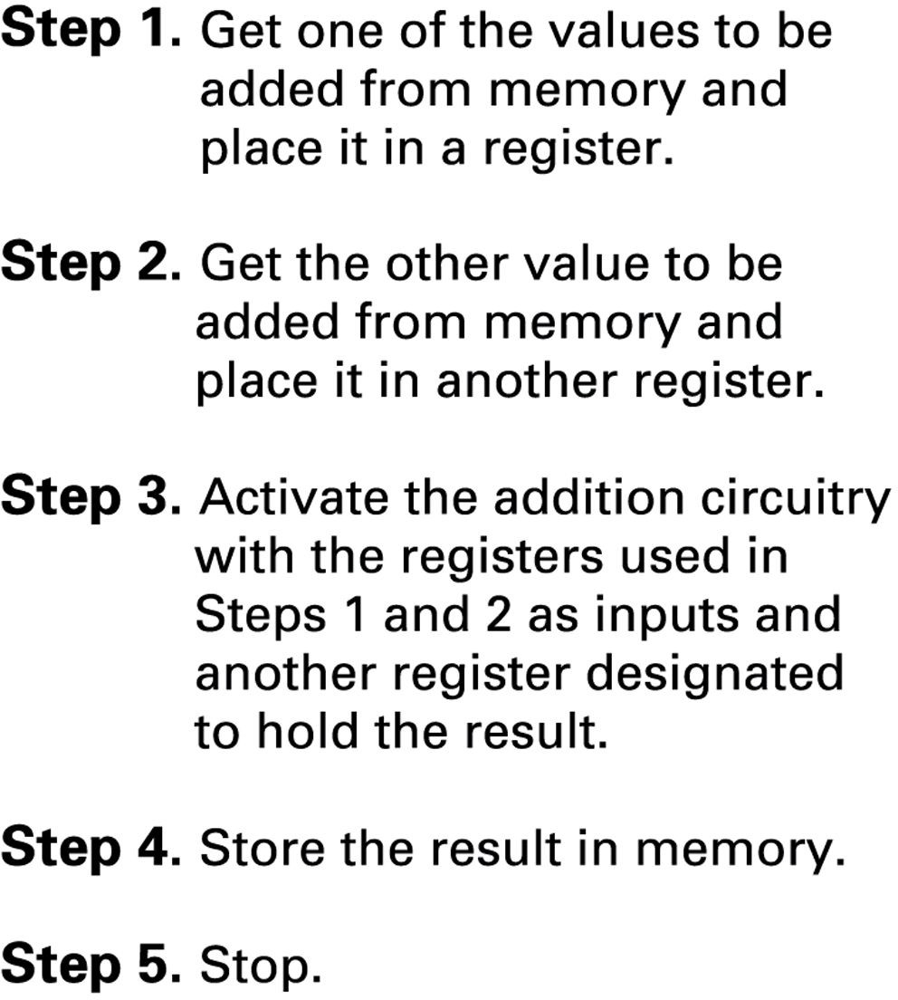 Step 1. Get one of the values to be
added from memory and
place it in a register.
Step 2. Get the other value to be
added from memory and
place it in another register.
Step 3. Activate the addition circuitry
with the registers used in
Steps 1 and 2 as inputs and
another register designated
to hold the result.
Step 4. Store the result in memory.
Step 5. Stop.